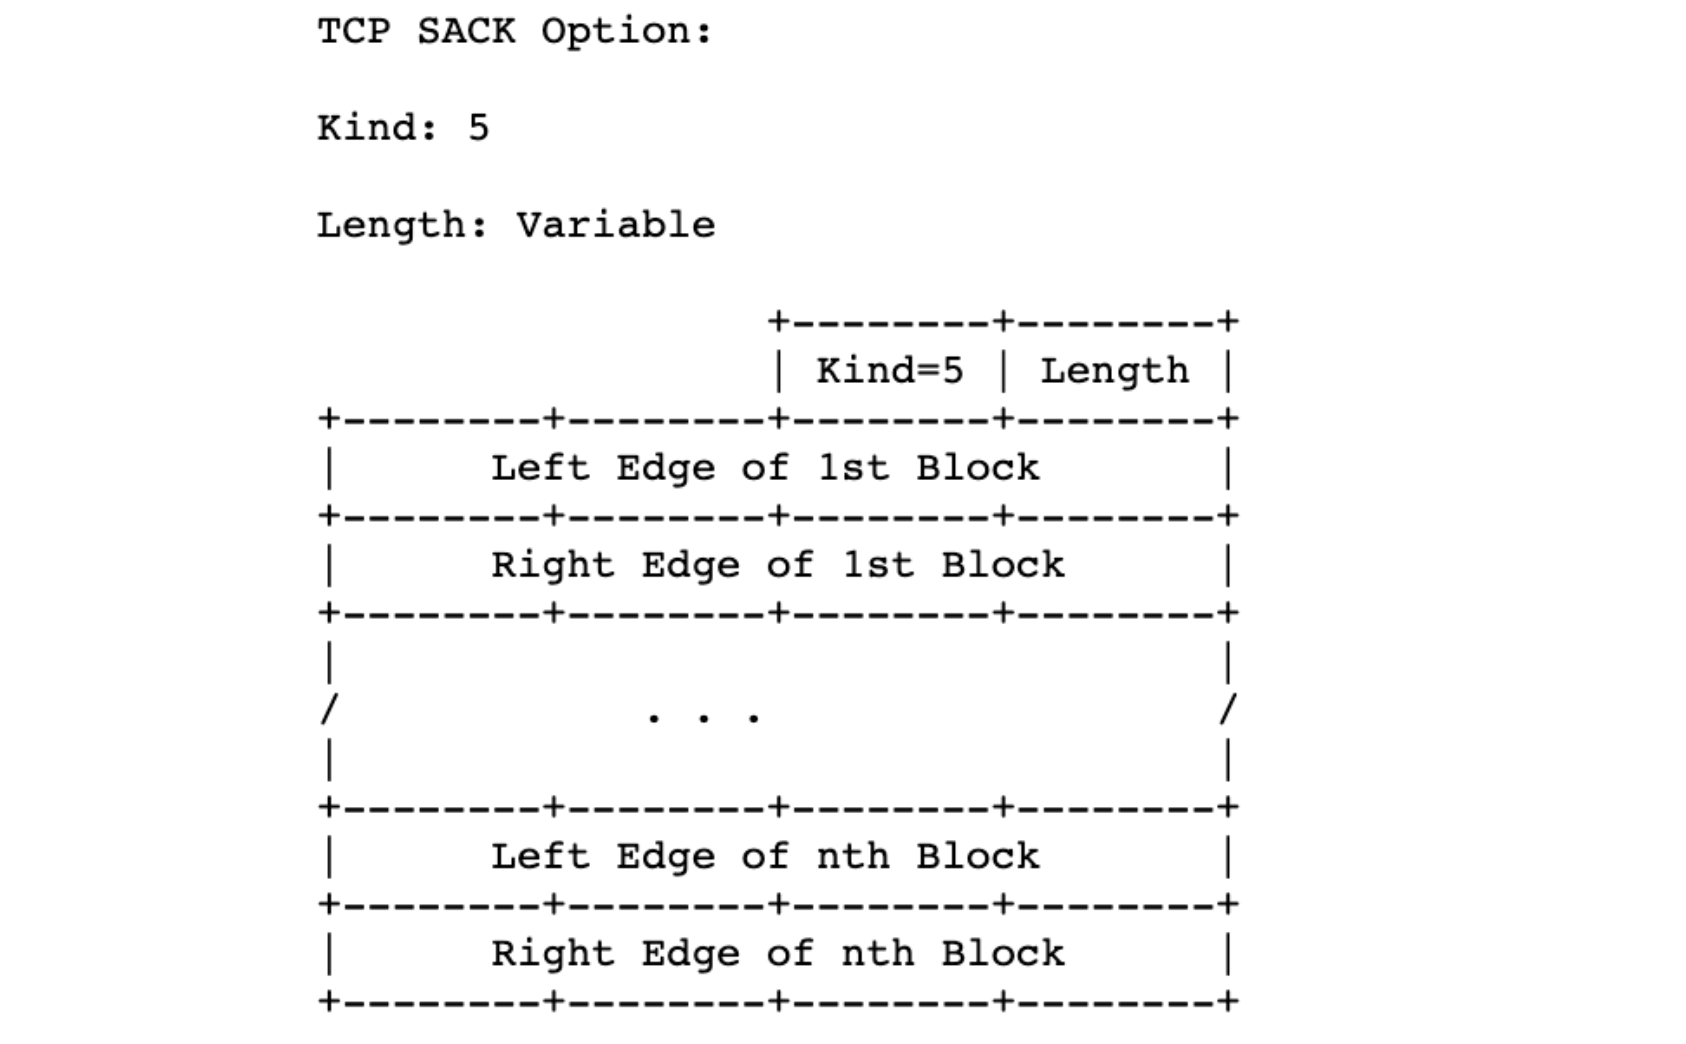 TCP SACK Option:
Kind: 5
Length: Variable
                  +--------+--------+
                  | Kind=5 | Length |
+--------+--------+--------+--------+
|      Left Edge of 1st Block       |
+--------+--------+--------+--------+
|      Right Edge of 1st Block      |
+--------+--------+--------+--------+
|                                   |
/            . . .                  /
|                                   |
+--------+--------+--------+--------+
|      Left Edge of nth Block       |
+--------+--------+--------+--------+
|      Right Edge of nth Block      |
+--------+--------+--------+--------+